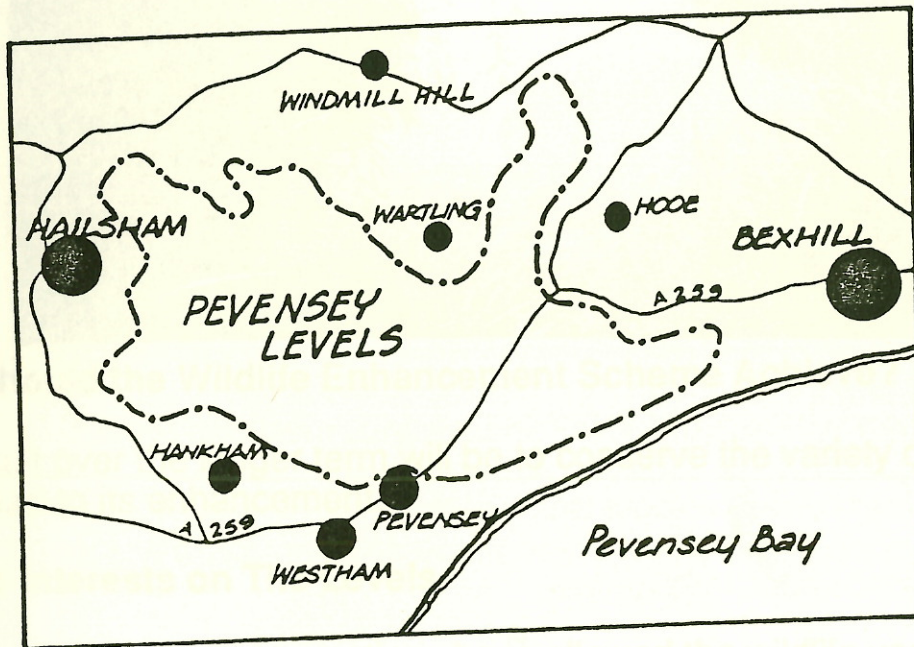 WINDMILL HILL
HAILSHAM
WARTLING
HOOE
BEXHILL
A 259
PEVENSEY
LEVELS
HANKHAM
PEVENSEY
A 259
WESTHAM
Pevensey Bay